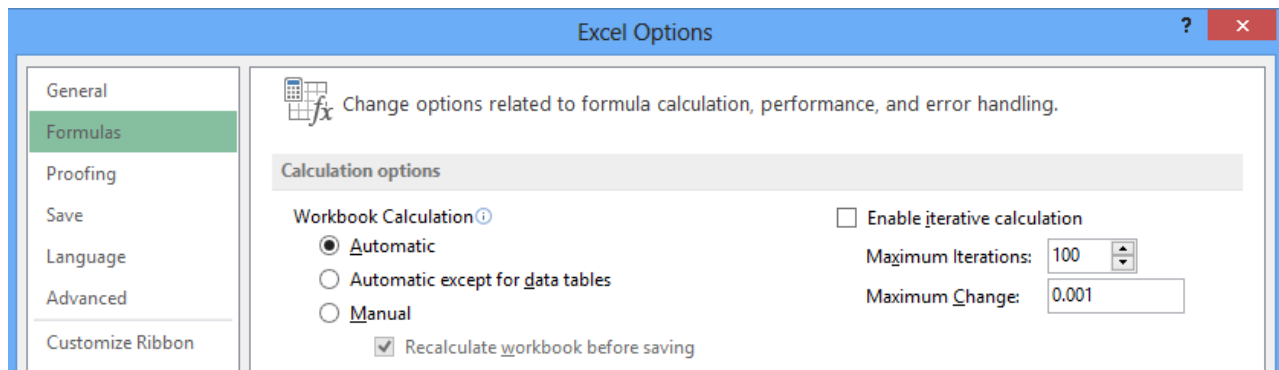 Excel Options
?
General
Formulas
Proofing
Save
Language
Advanced
Customize Ribbon
fx Change options related to formula calculation, performance, and error handling.
Calculation options
Workbook Calculation
Automatic
Automatic except for data tables
Manual
Recalculate workbook before saving
Enable iterative calculation
Maximum Iterations: 100
Maximum Change: 0.001